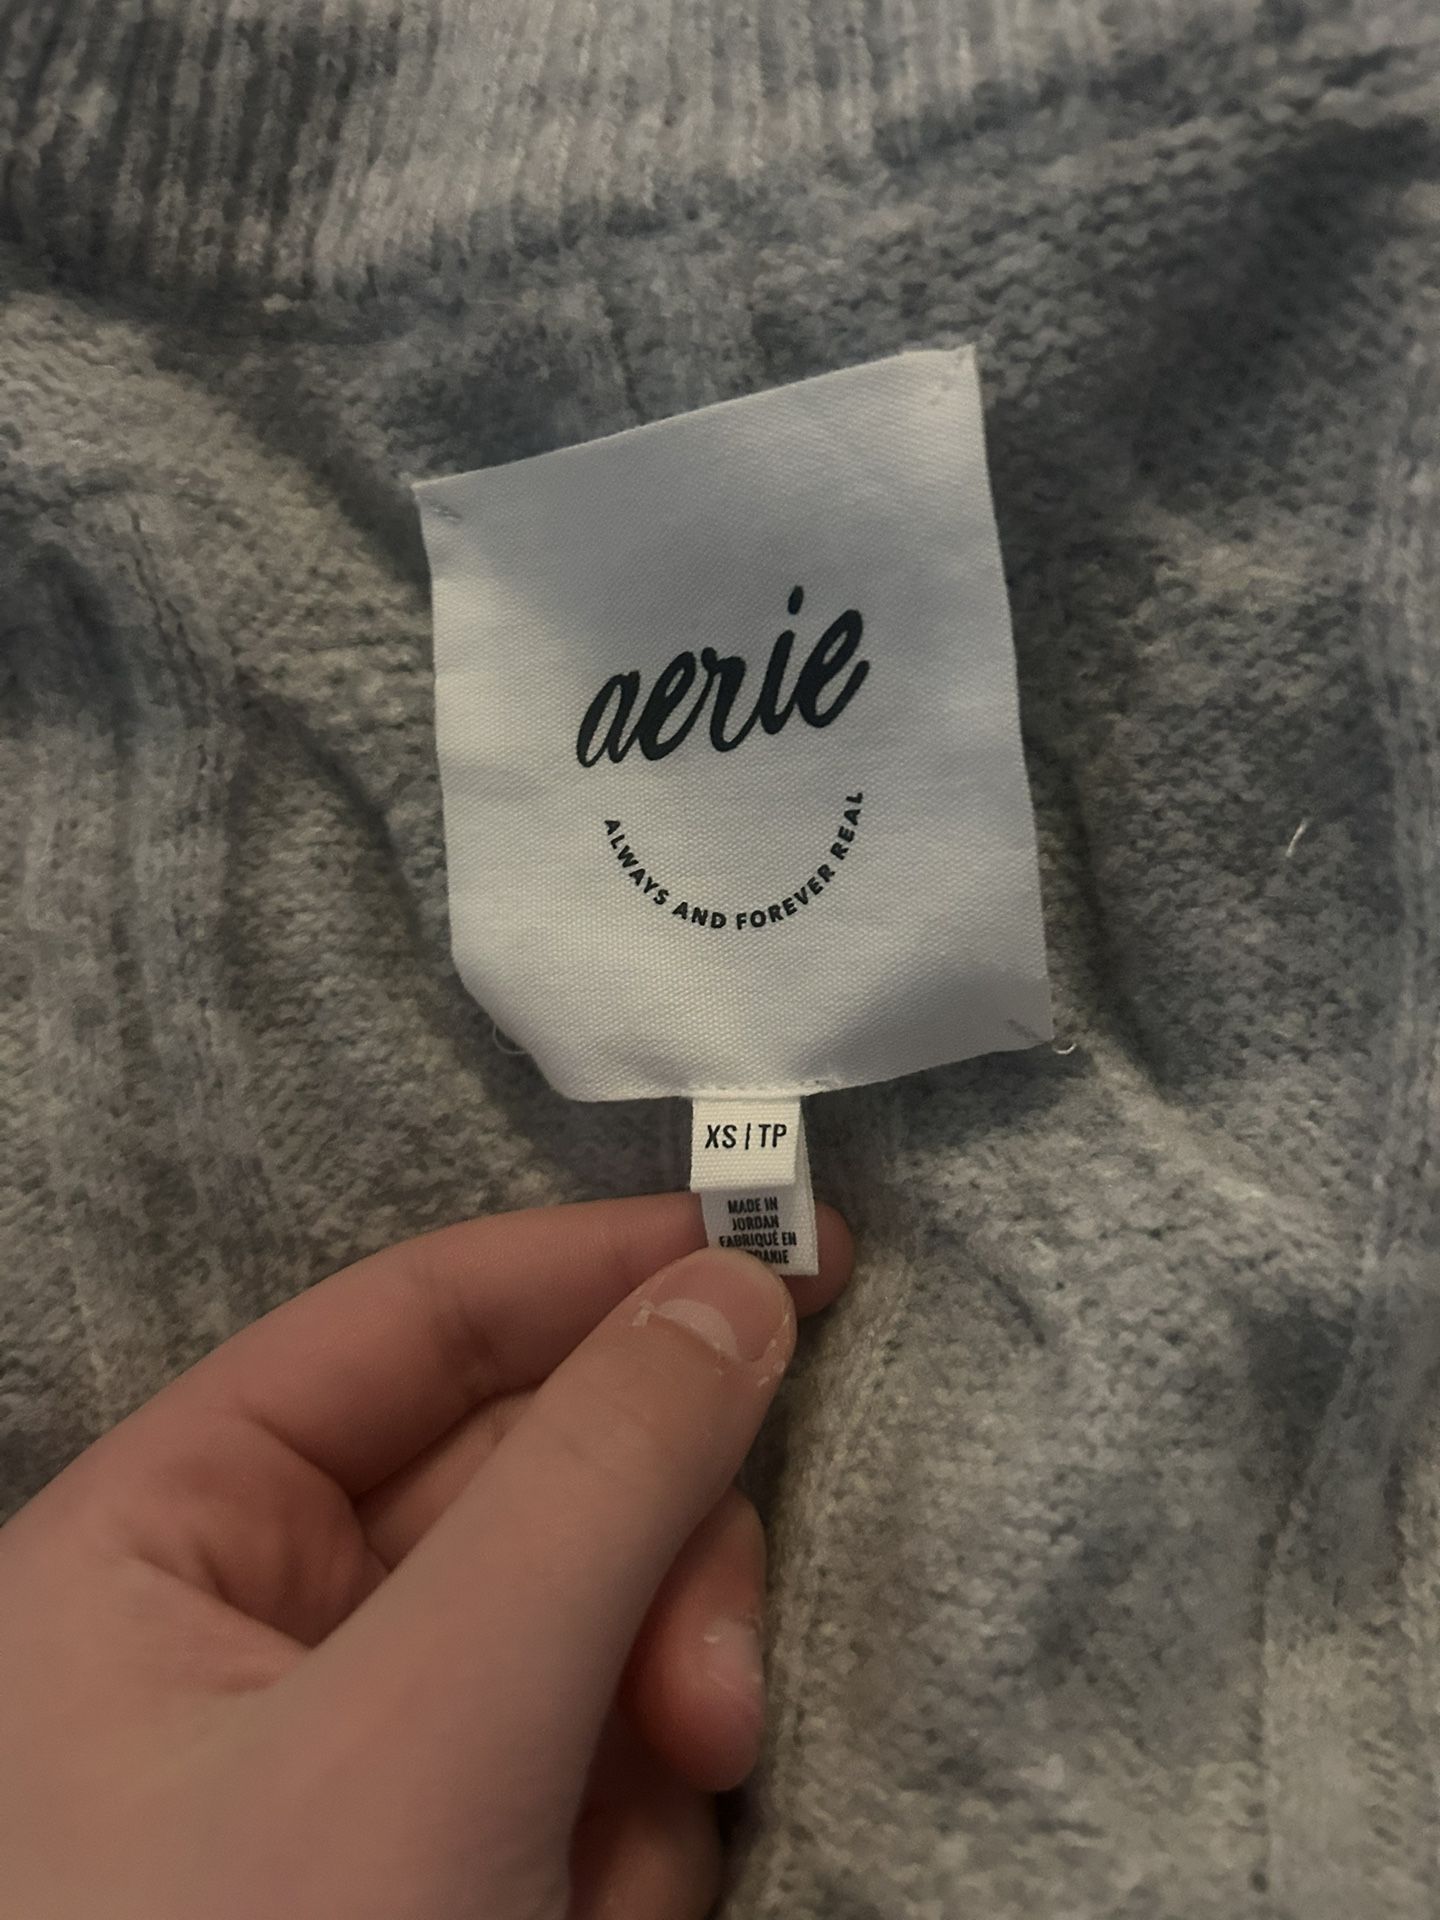 aerie
ALWAYS AND FOREVER REAL
XS | TP
MADE IN
JORDAN
FABRIQUÉ EN